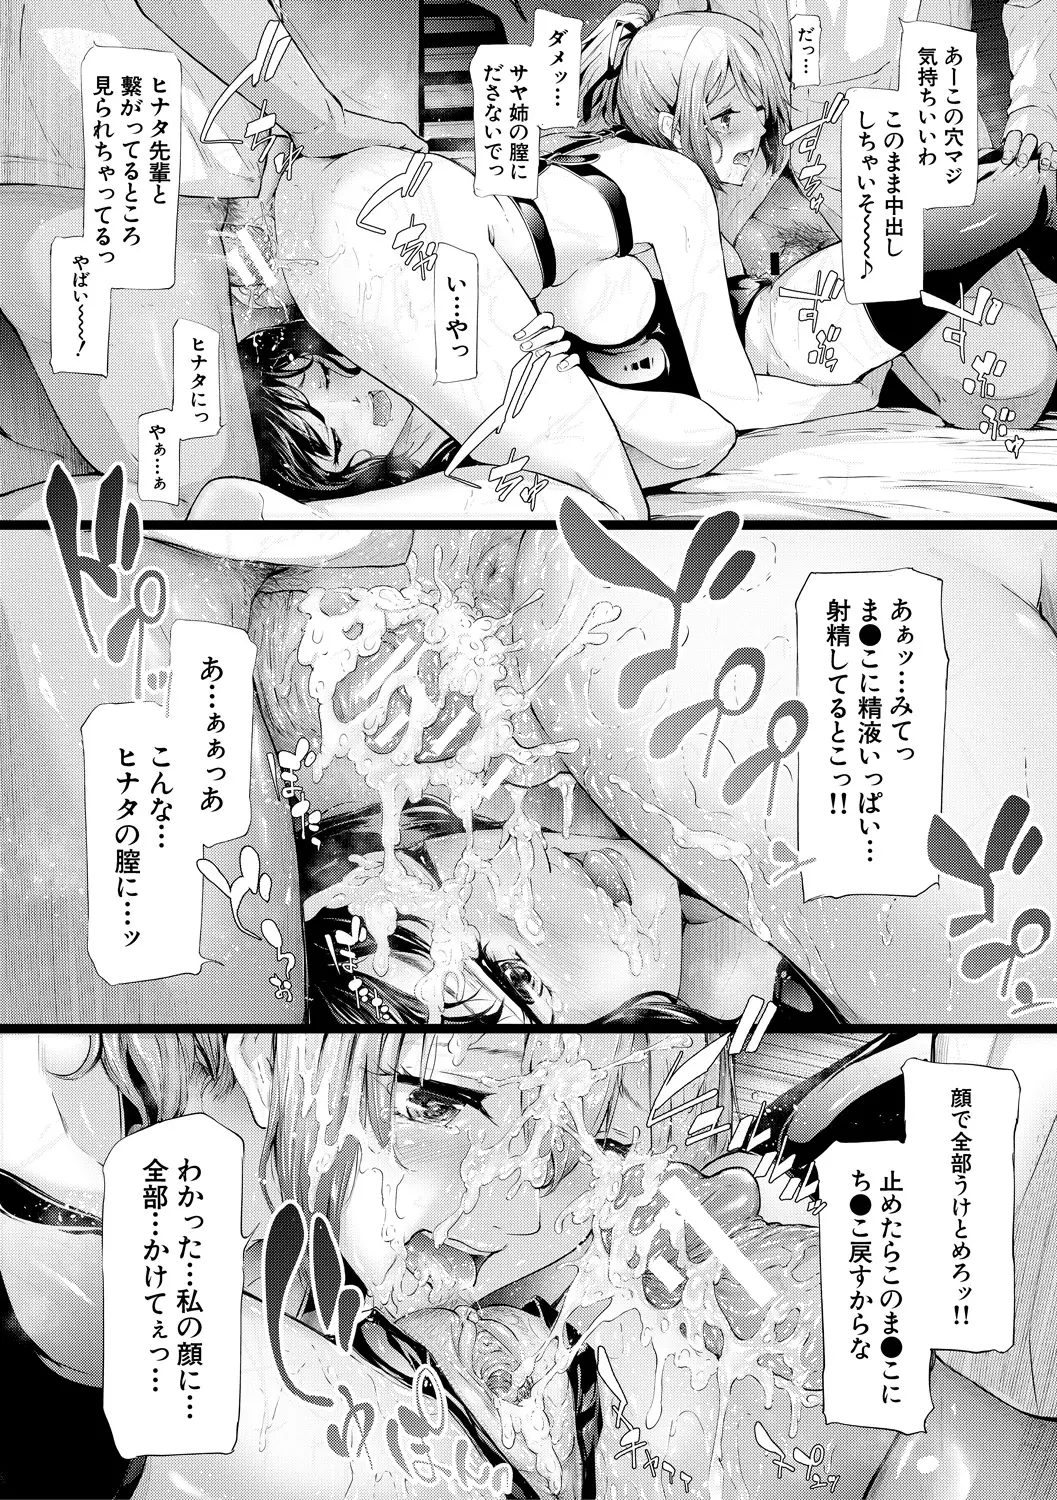 あーこの穴マジ
気持ちいいわ
このまま中出し
しちゃいそ〜〜〜♪
だっ…
ダメッ…
サヤ姉の膣に
ださないでっ
い…やっ
ヒナタ先輩と
繋がってるところ
見られちゃってるっ
やばい〜〜〜!
ヒナタにっ
やぁ…ぁ
あぁッ…みてっ
ま●こに精液いっぱい…
射精してるとこっ!!
あ…ぁぁっあ
こんな…
ヒナタの膣に…ッ
顔で全部うけとめろッ!!
止めたらこのま●こに
ち●こ戻すからな
わかった…私の顔に…
全部…かけてぇっ…